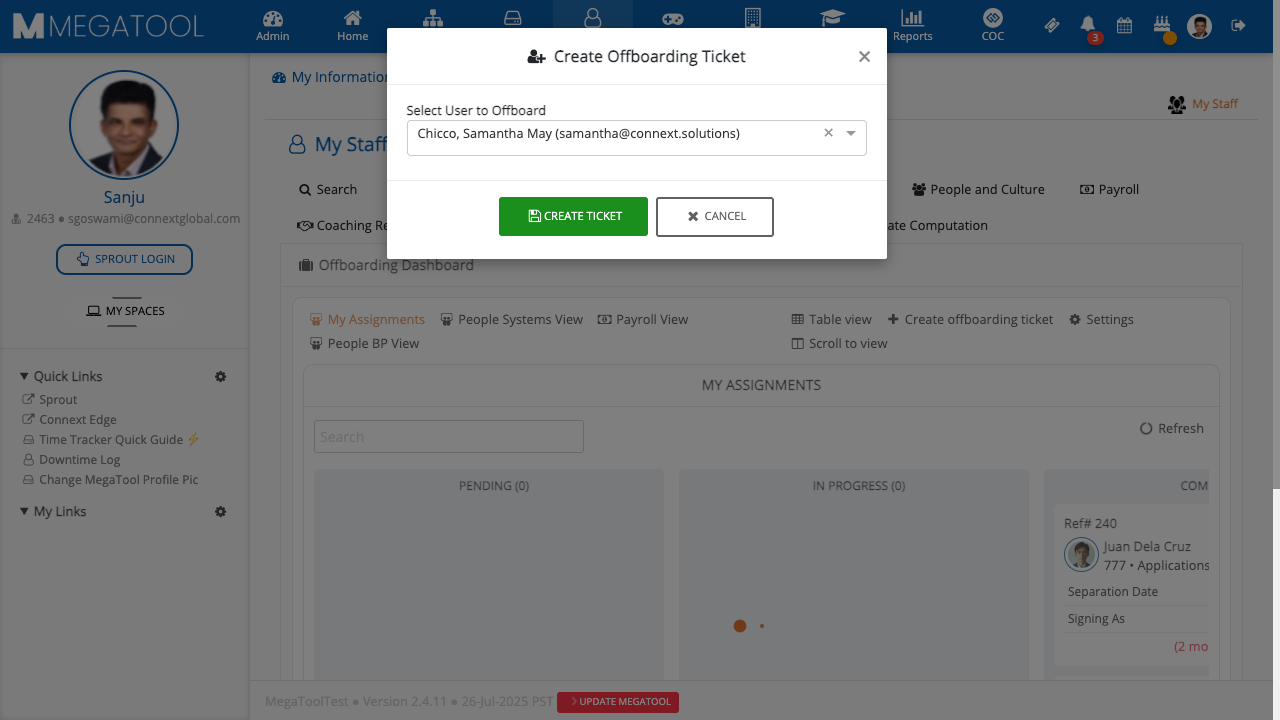 MEGATOOL
Admin
Home
Reports
COC
3
Create Offboarding Ticket
×
Select User to Offboard
Chicco, Samantha May (samantha@connext.solutions)
×
CREATE TICKET
CANCEL
Sanju
2463 ● sgoswami@connextglobal.com
SPROUT LOGIN
MY SPACES
Quick Links
Sprout
Connext Edge
Time Tracker Quick Guide ⚡
Downtime Log
Change MegaTool Profile Pic
My Links
My Information
My Staff
My Staff
Search
People and Culture
Payroll
Coaching Re
ate Computation
Offboarding Dashboard
My Assignments
People Systems View
Payroll View
People BP View
Table view
Create offboarding ticket
Settings
Scroll to view
MY ASSIGNMENTS
Search
Refresh
PENDING (0)
IN PROGRESS (0)
COM
Ref# 240
Juan Dela Cruz
777 • Applications
Separation Date
Signing As
(2 mo
MegaToolTest ● Version 2.4.11 ● 26-Jul-2025 PST
UPDATE MEGATOOL